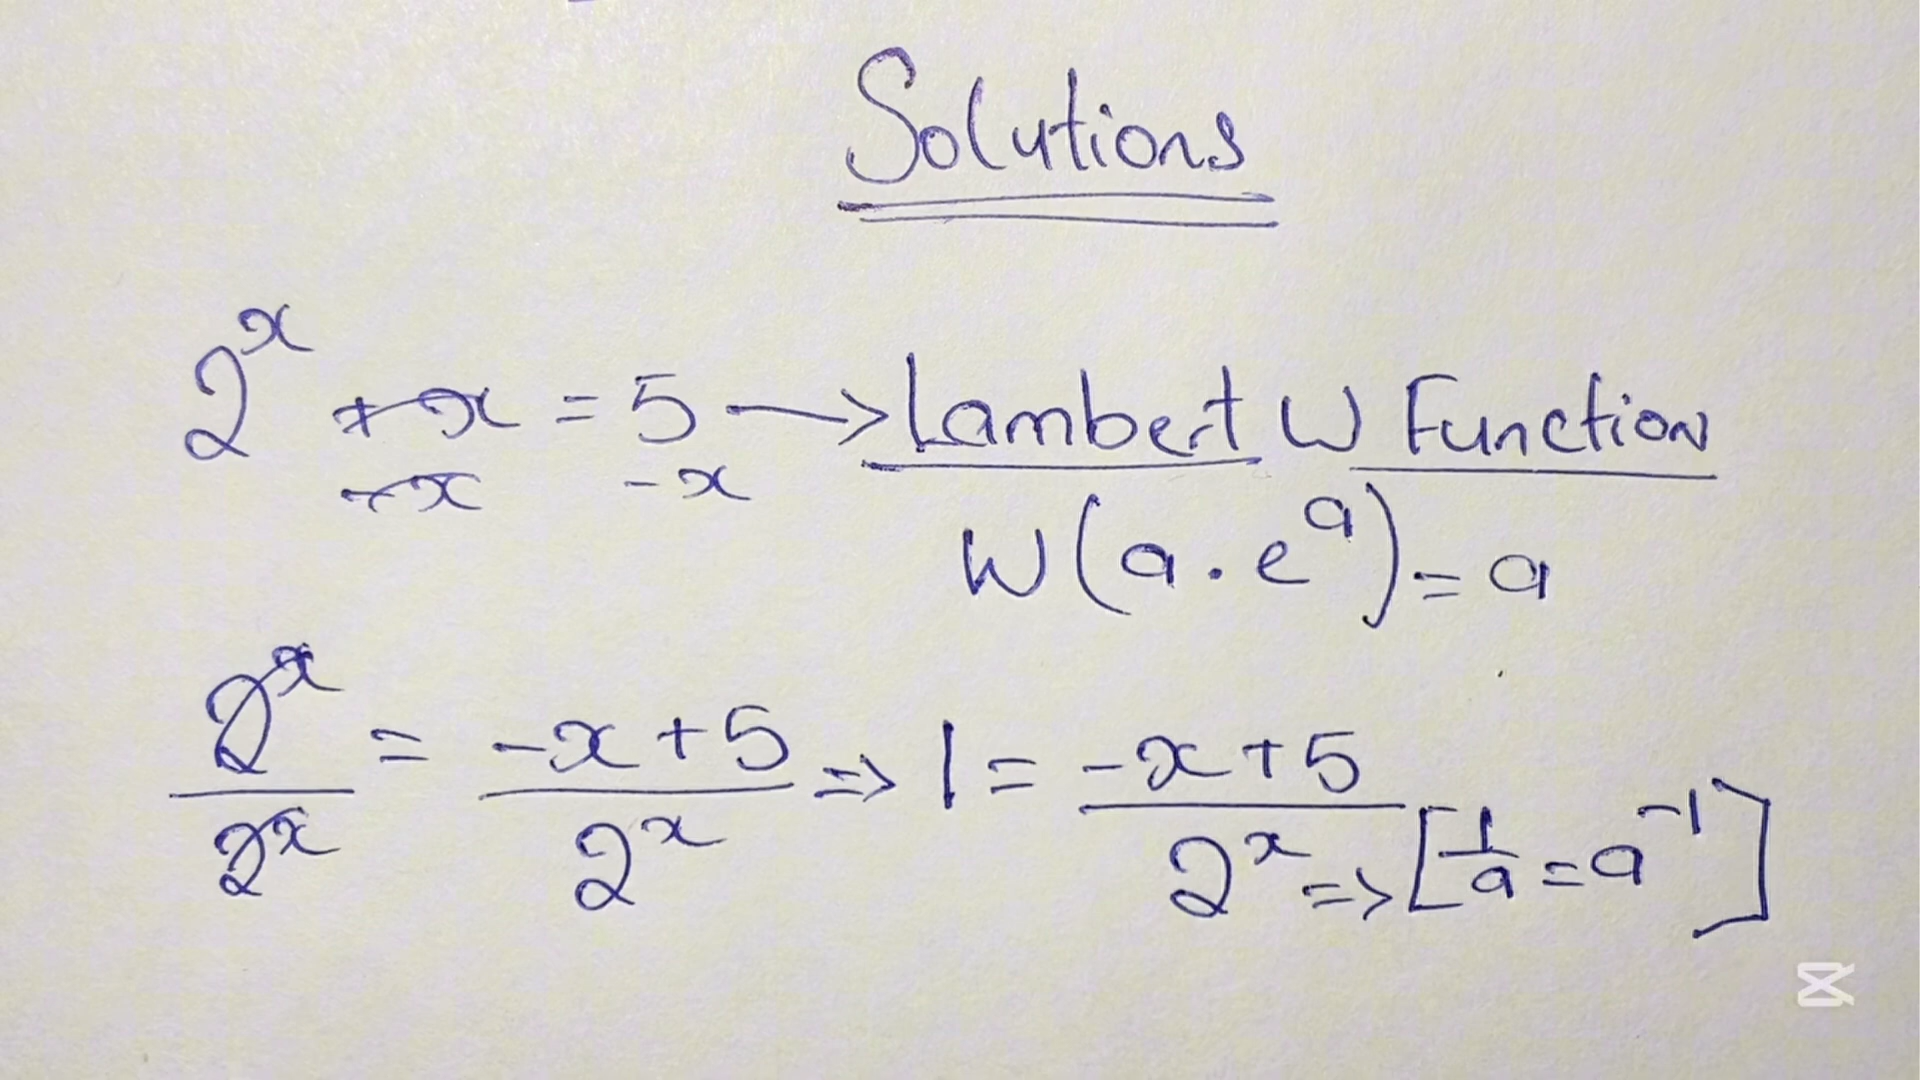 Solutions
2^x + x = 5 → Lambert W Function
-x -x
W(a · e^a) = a
2^x/2^x = (-x + 5)/2^x ⇒ 1 = (-x + 5)/2^x ⇒ [1/a = a^-1]